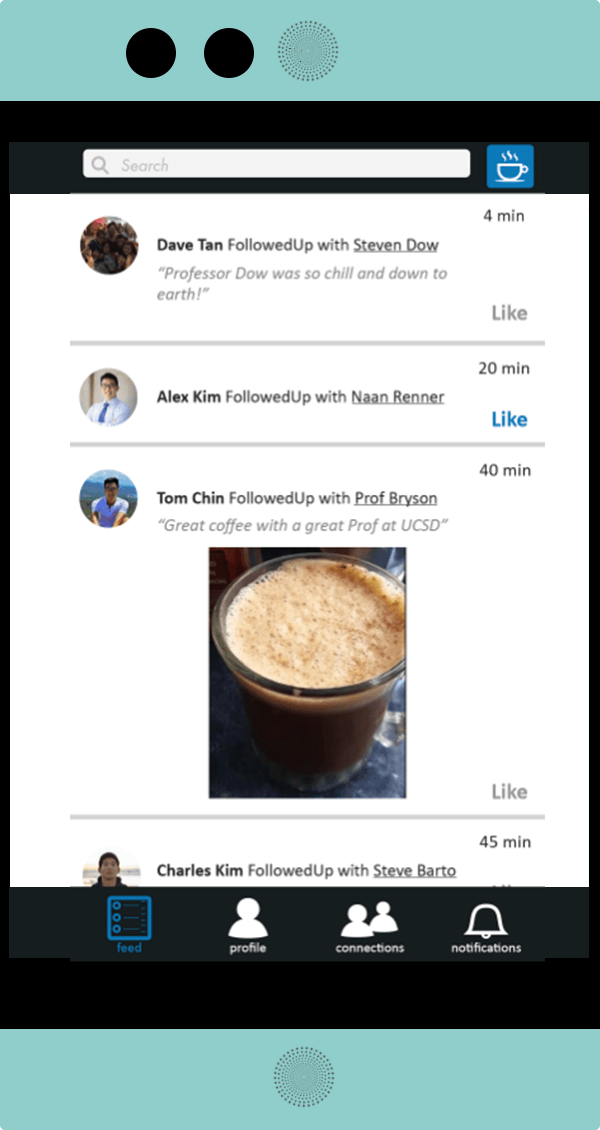 Search
4 min
Dave Tan FollowedUp with Steven Dow
“Professor Dow was so chill and down to
earth!”
Like
20 min
Alex Kim FollowedUp with Naan Renner
Like
40 min
Tom Chin FollowedUp with Prof Bryson
“Great coffee with a great Prof at UCSD”
Like
45 min
Charles Kim FollowedUp with Steve Barto
feed
profile
connections
notifications